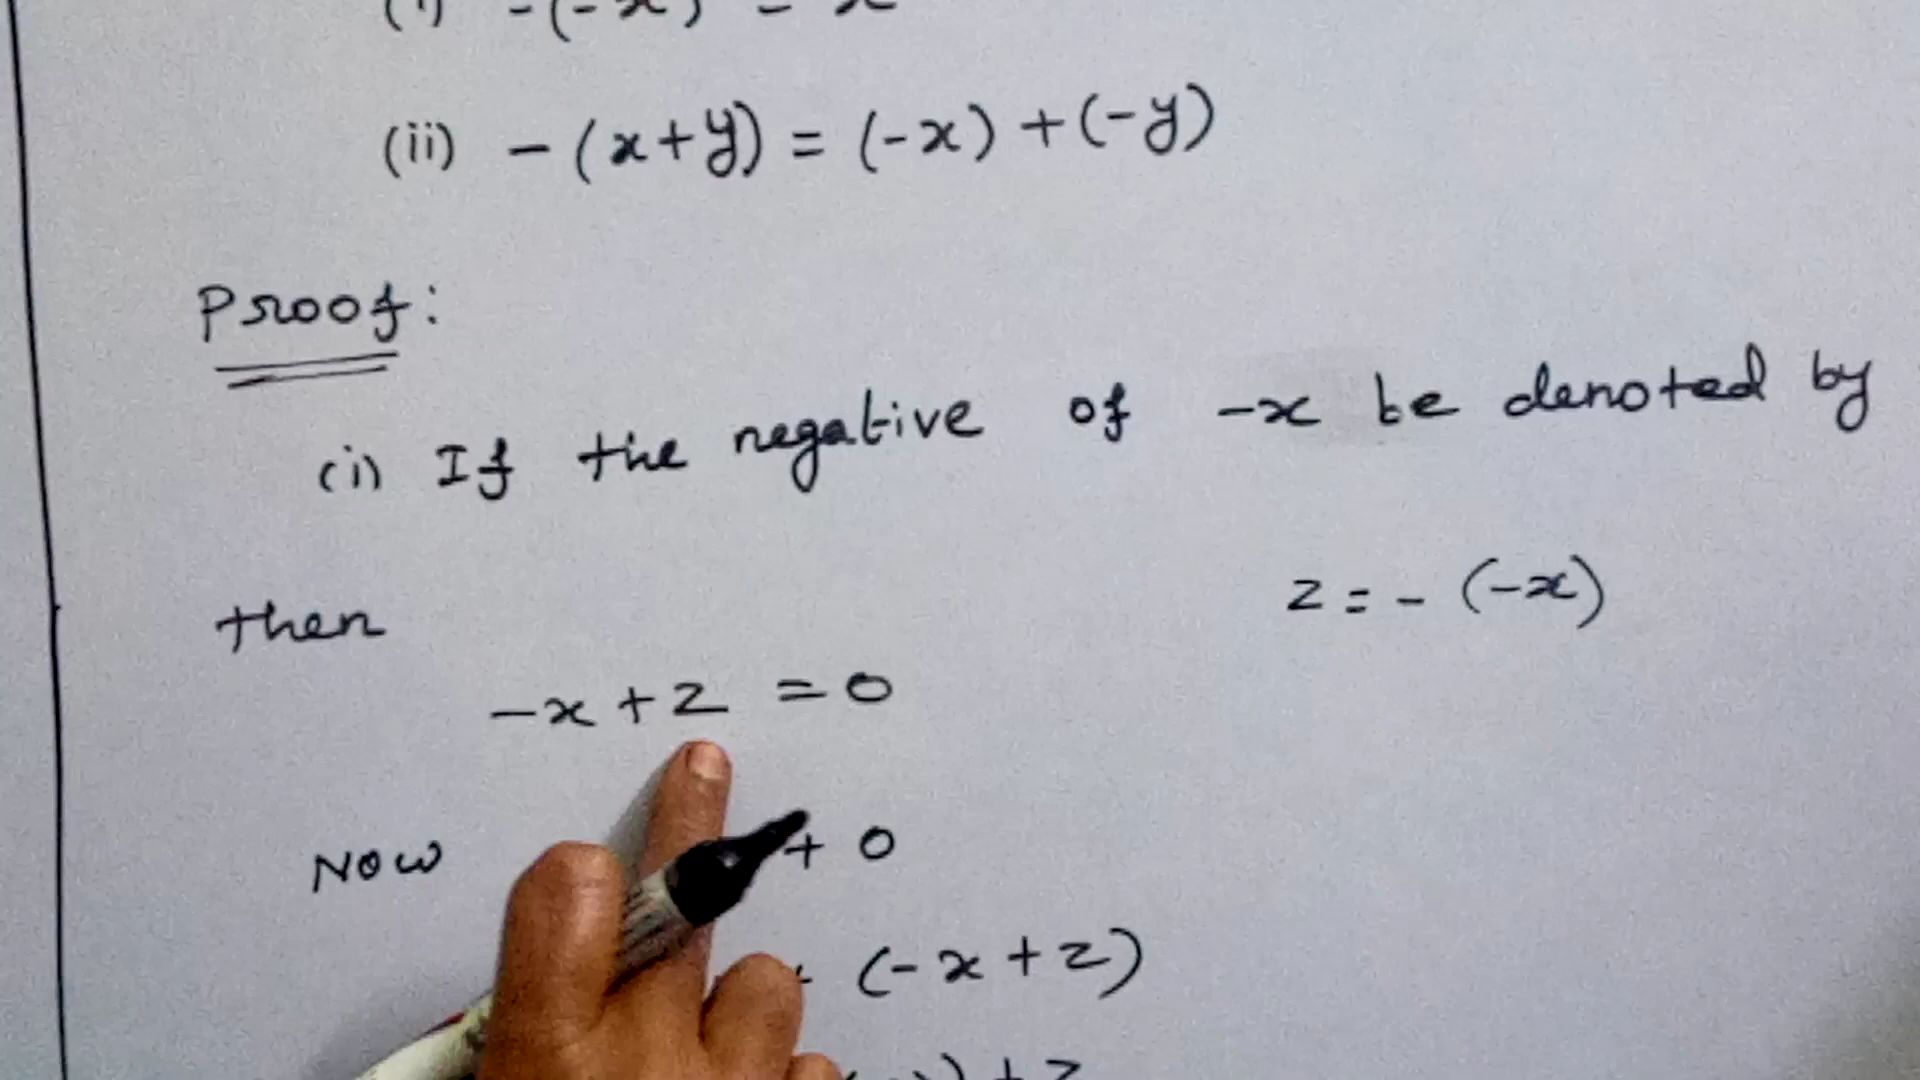 (i) -(-x) = x
(ii) - (x+y) = (-x) + (-y)
Proof:
(i) If the negative of -x be denoted by
then
z = - (-x)
-x + z = 0
Now + 0
(-x + z)
) + z